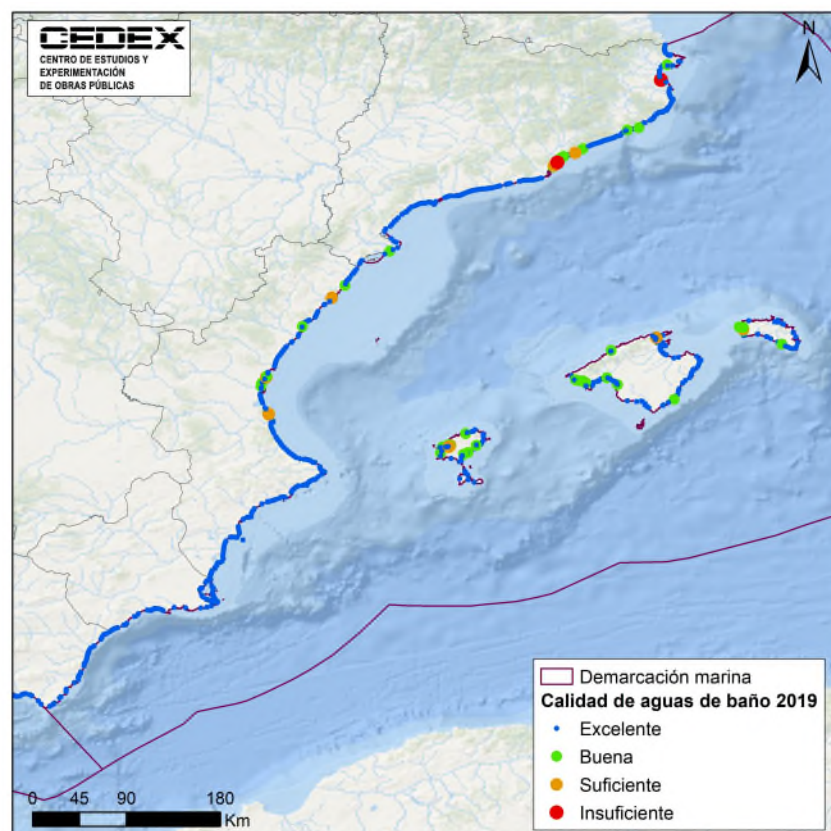 CEDEX
CENTRO DE ESTUDIOS Y
EXPERIMENTACIÓN
DE OBRAS PÚBLICAS
N
Demarcación marina
Calidad de aguas de baño 2019
Excelente
Buena
Suficiente
Insuficiente
0 45 90 180
Km